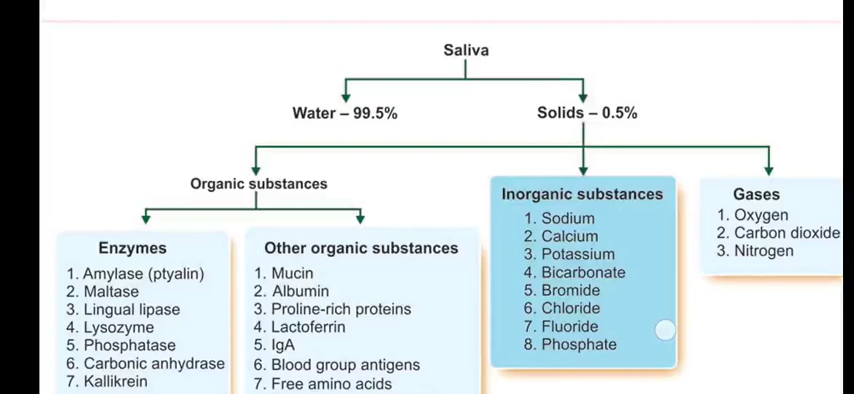 Saliva
Water – 99.5%
Solids – 0.5%
Organic substances
Enzymes
1. Amylase (ptyalin)
2. Maltase
3. Lingual lipase
4. Lysozyme
5. Phosphatase
6. Carbonic anhydrase
7. Kallikrein
Other organic substances
1. Mucin
2. Albumin
3. Proline-rich proteins
4. Lactoferrin
5. IgA
6. Blood group antigens
7. Free amino acids
Inorganic substances
1. Sodium
2. Calcium
3. Potassium
4. Bicarbonate
5. Bromide
6. Chloride
7. Fluoride
8. Phosphate
Gases
1. Oxygen
2. Carbon dioxide
3. Nitrogen